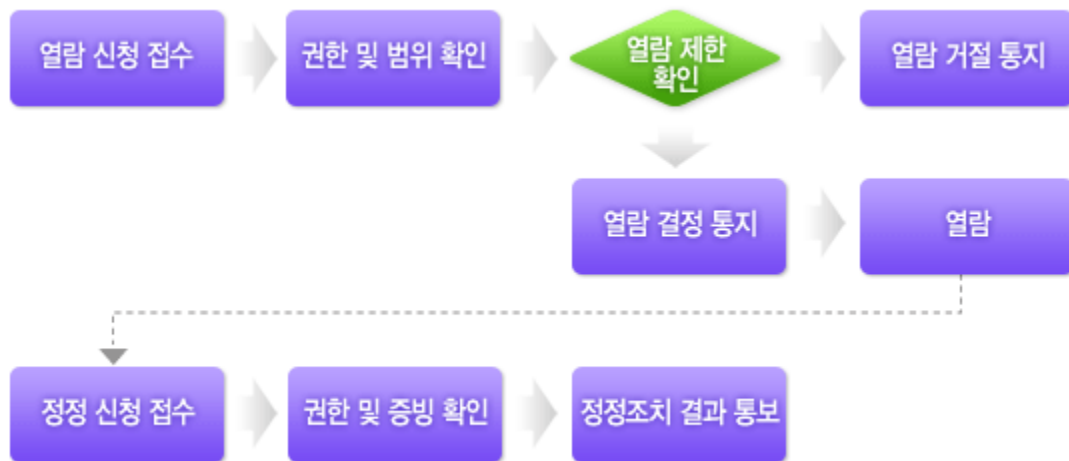 열람 신청 접수
권한 및 범위 확인
열람 제한
확인
열람 거절 통지
열람 결정 통지
열람
정정 신청 접수
권한 및 증빙 확인
정정조치 결과 통보